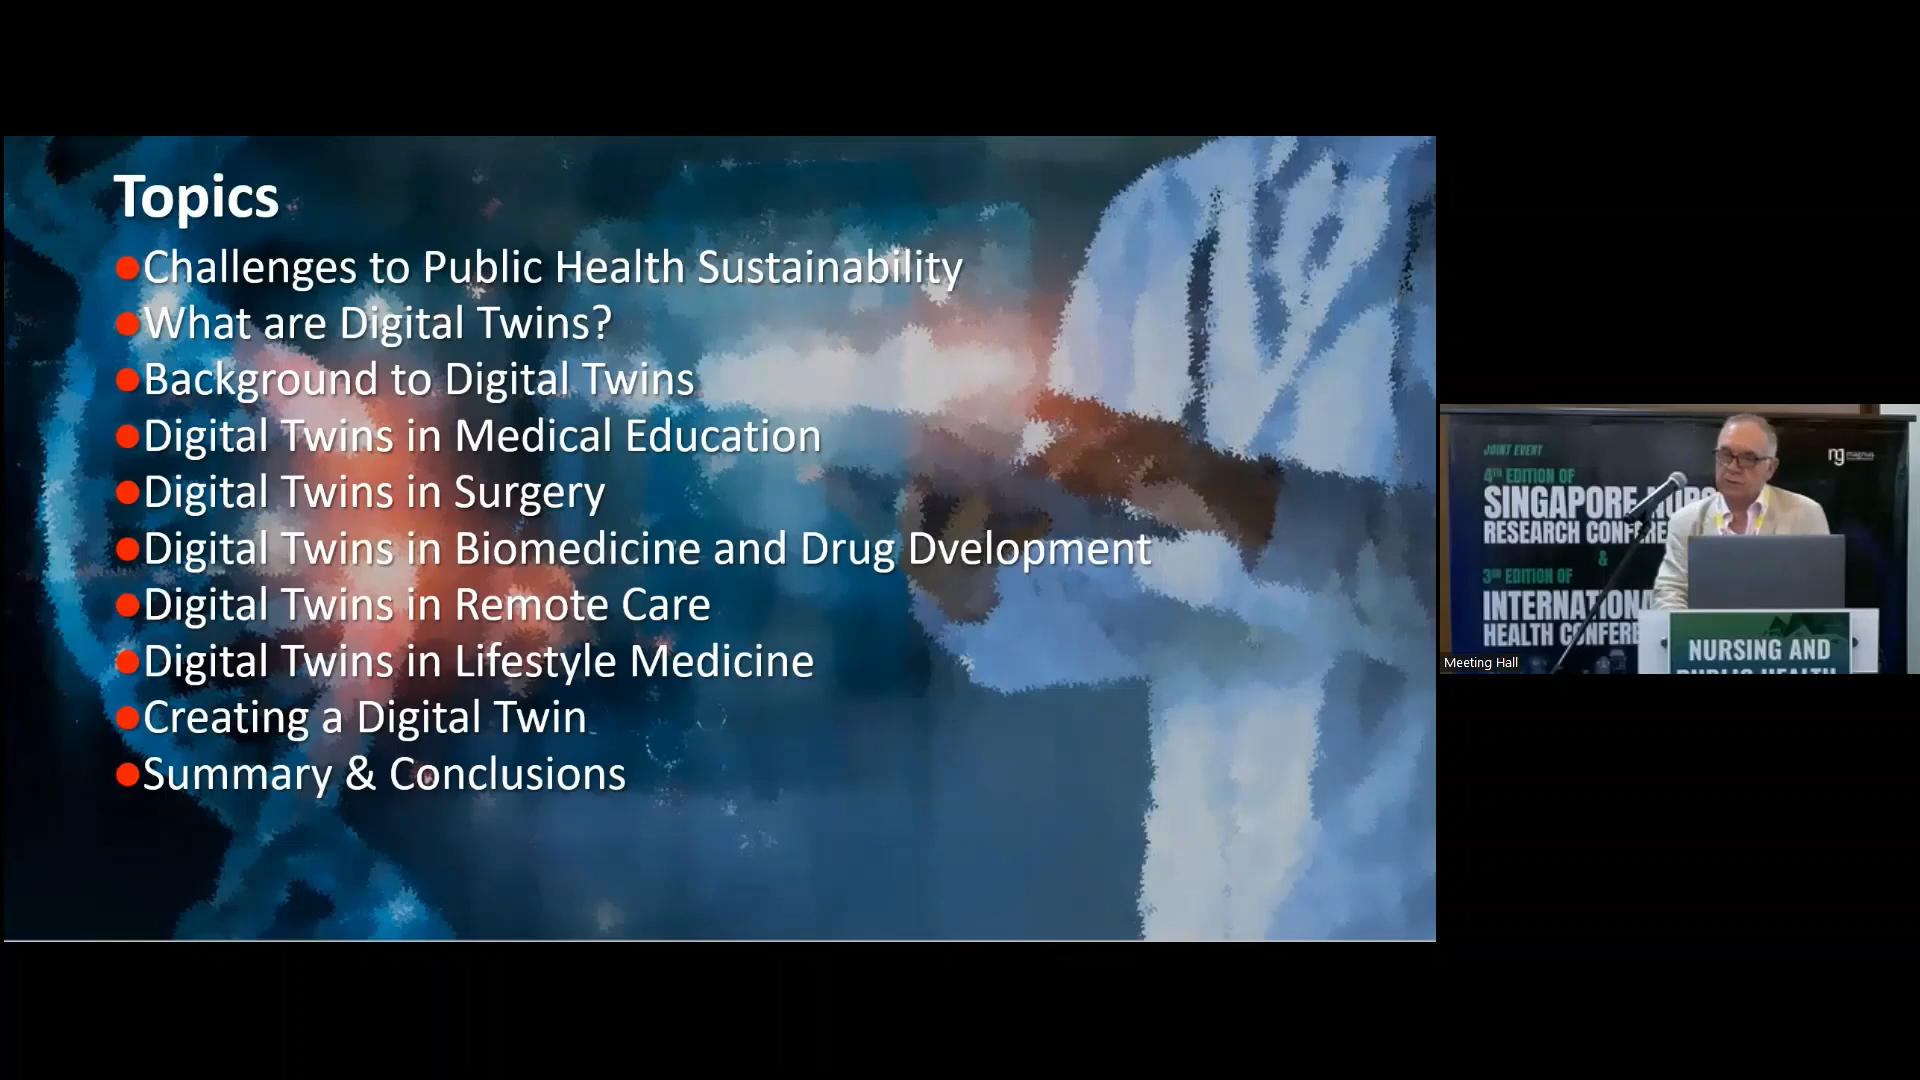 Topics
Challenges to Public Health Sustainability
What are Digital Twins?
Background to Digital Twins
Digital Twins in Medical Education
Digital Twins in Surgery
Digital Twins in Biomedicine and Drug Dvelopment
Digital Twins in Remote Care
Digital Twins in Lifestyle Medicine
Creating a Digital Twin
Summary & Conclusions
JOINT EVENT
4TH EDITION OF
SINGAPORE
RESEARCH
&
3RD EDITION OF
HEALTH
Meeting Hall
NURSING AND
PUBLIC HEALTH
magnus